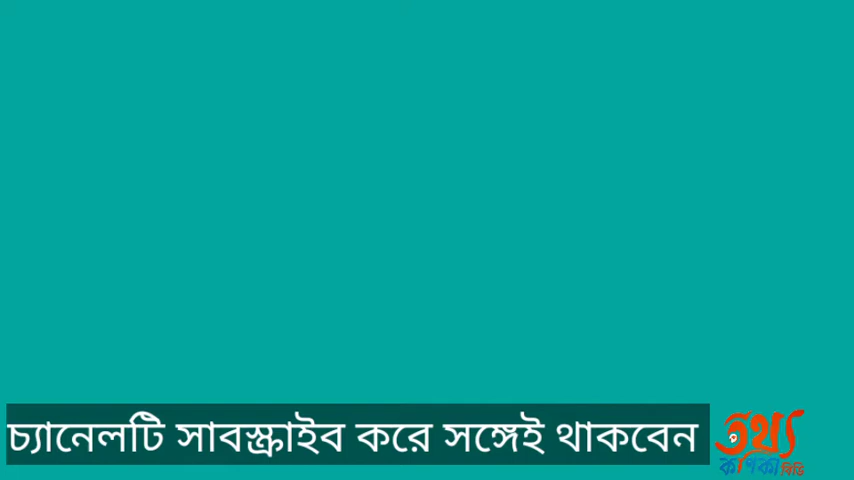 চ্যানেলটি সাবস্ক্রাইব করে সঙ্গেই থাকবেন
তথ্য
কণিকা বিডি